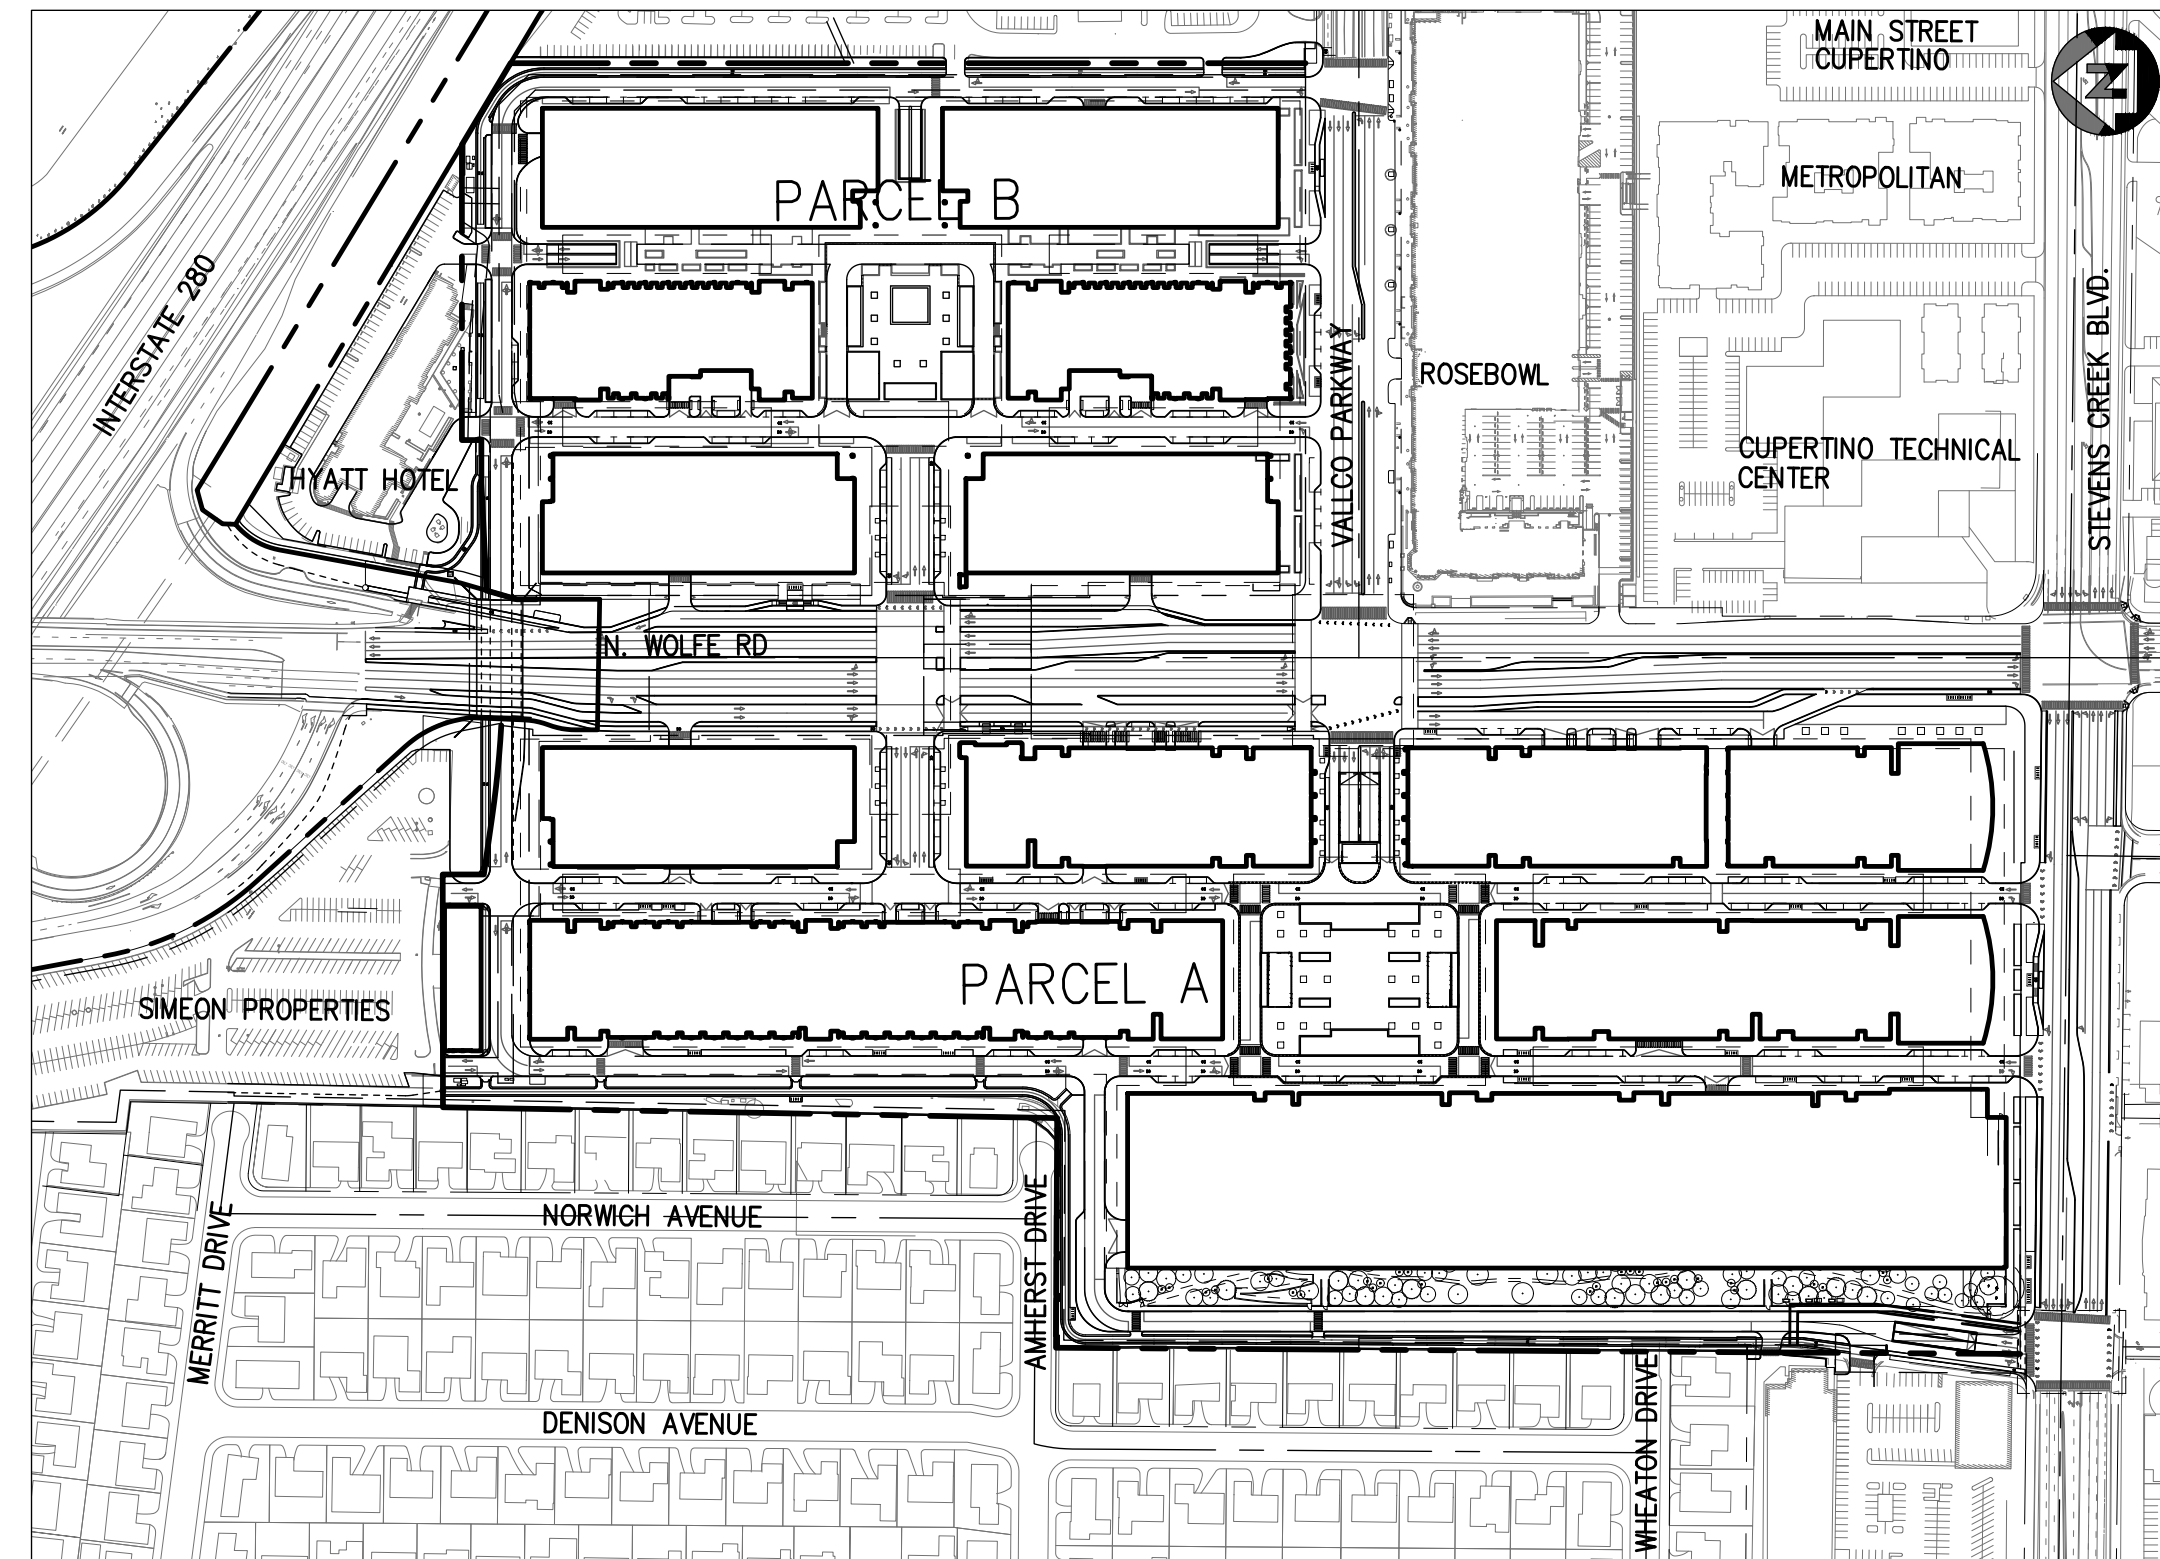 MAIN STREET
CUPERTINO
N
METROPOLITAN
PARCEL B
INTERSTATE 280
STEVENS CREEK BLVD.
VALLCO PARKWAY
ROSEBOWL
CUPERTINO TECHNICAL
CENTER
HYATT HOTEL
N. WOLFE RD
PARCEL A
SIMEON PROPERTIES
NORWICH AVENUE
MERRITT DRIVE
AMHERST DRIVE
DENISON AVENUE
WHEATON DRIVE